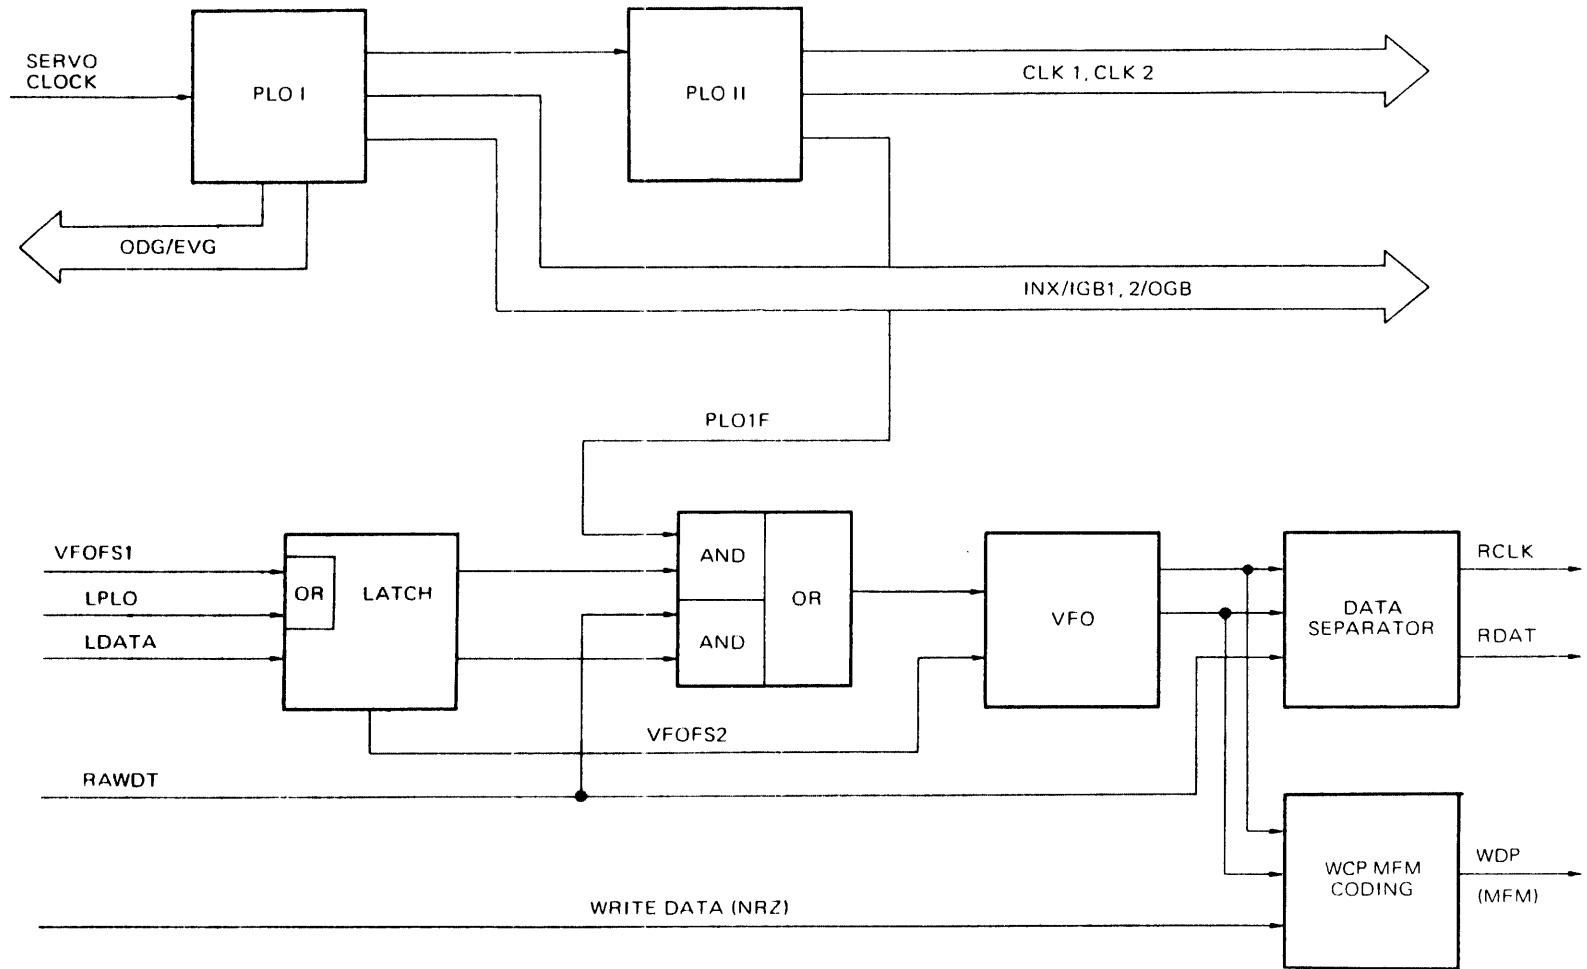 SERVO
CLOCK
PLO I
PLO II
CLK 1, CLK 2
ODG/EVG
INX/IGB1, 2/OGB
PLO1F
VFOFS1
LPLO
LDATA
OR
LATCH
AND
AND
OR
VFO
DATA
SEPARATOR
RCLK
RDAT
VFOFS2
RAWDT
WRITE DATA (NRZ)
WCP MFM
CODING
WDP
(MFM)